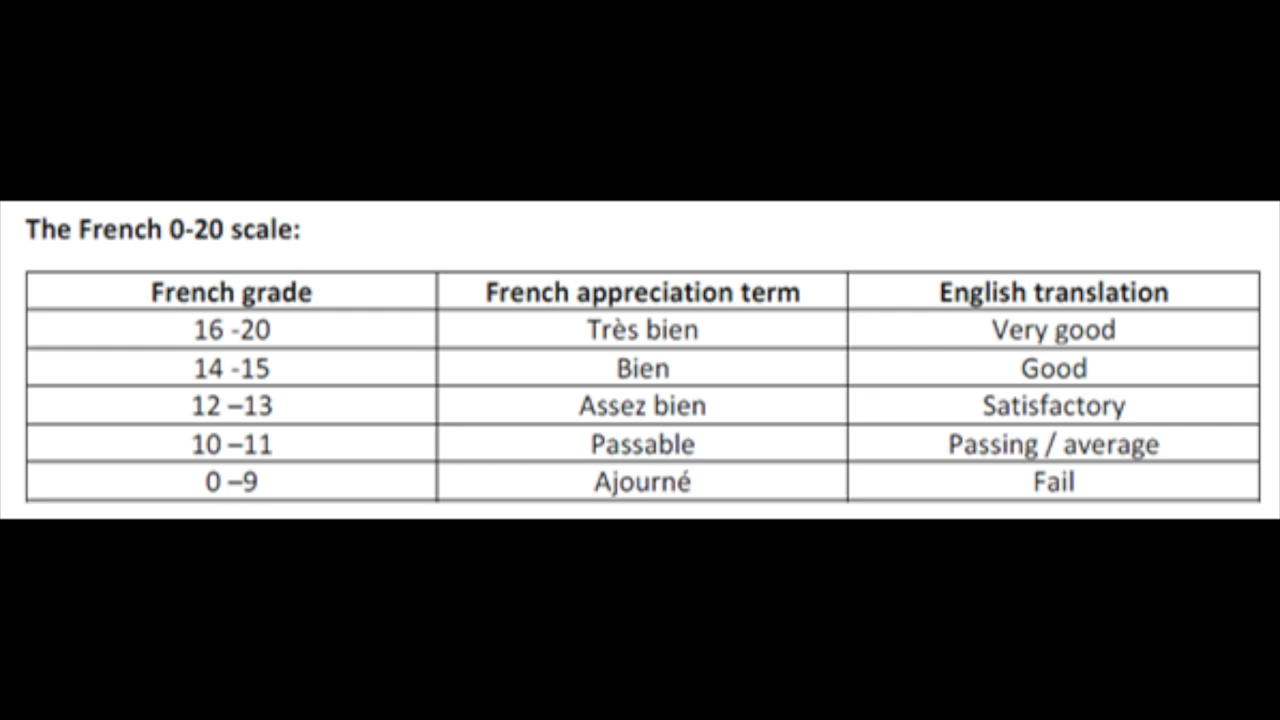 The French 0-20 scale:
French grade French appreciation term English translation
16 -20 Très bien Very good
14 -15 Bien Good
12 –13 Assez bien Satisfactory
10 –11 Passable Passing / average
0 –9 Ajourné Fail